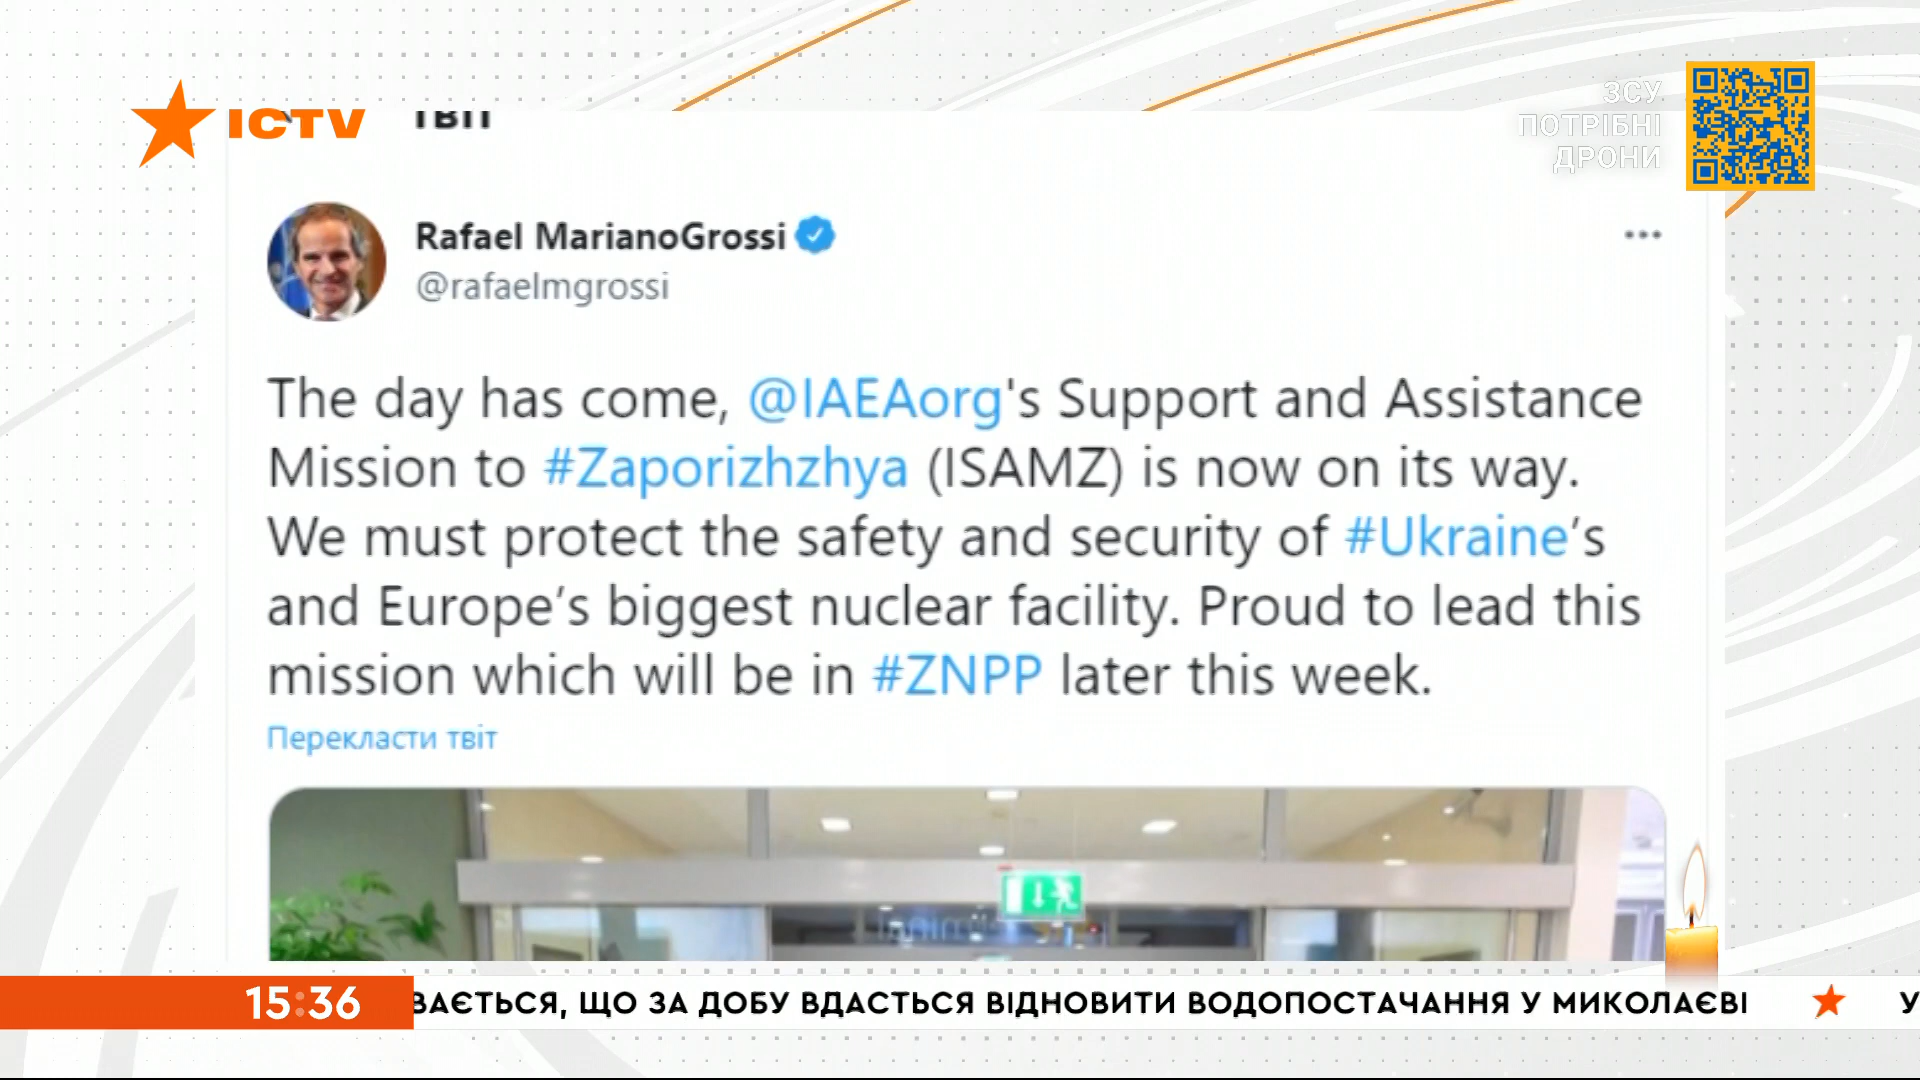 ICTV
Твіт
ЗСУ
ПОТРІБНІ
ДРОНИ
Rafael MarianoGrossi
@rafaelmgrossi
The day has come, @IAEAorg's Support and Assistance
Mission to #Zaporizhzhya (ISAMZ) is now on its way.
We must protect the safety and security of #Ukraine’s
and Europe’s biggest nuclear facility. Proud to lead this
mission which will be in #ZNPP later this week.
Перекласти твіт
15:36
ВАЄТЬСЯ, ЩО ЗА ДОБУ ВДАСТЬСЯ ВІДНОВИТИ ВОДОПОСТАЧАННЯ У МИКОЛАЄВІ
У